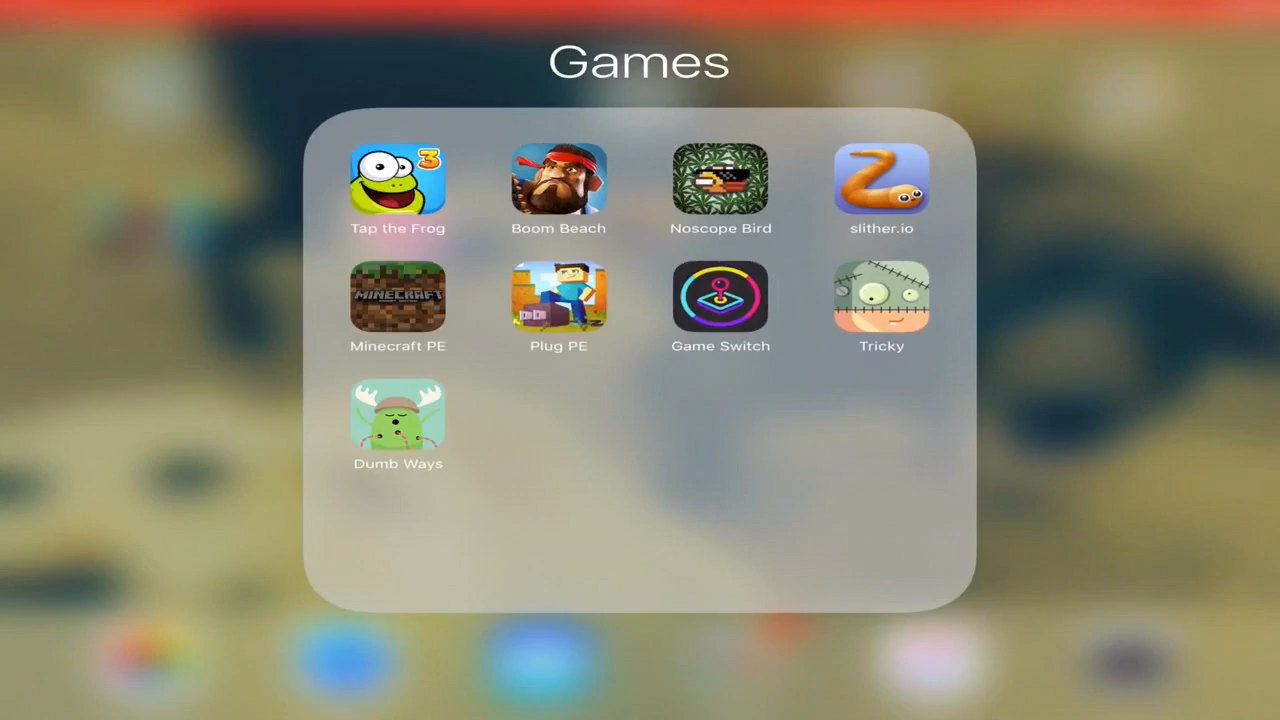 Games
3
Tap the Frog
Boom Beach
Noscope Bird
slither.io
MINECRAFT
Minecraft PE
Plug PE
Game Switch
Tricky
Dumb Ways